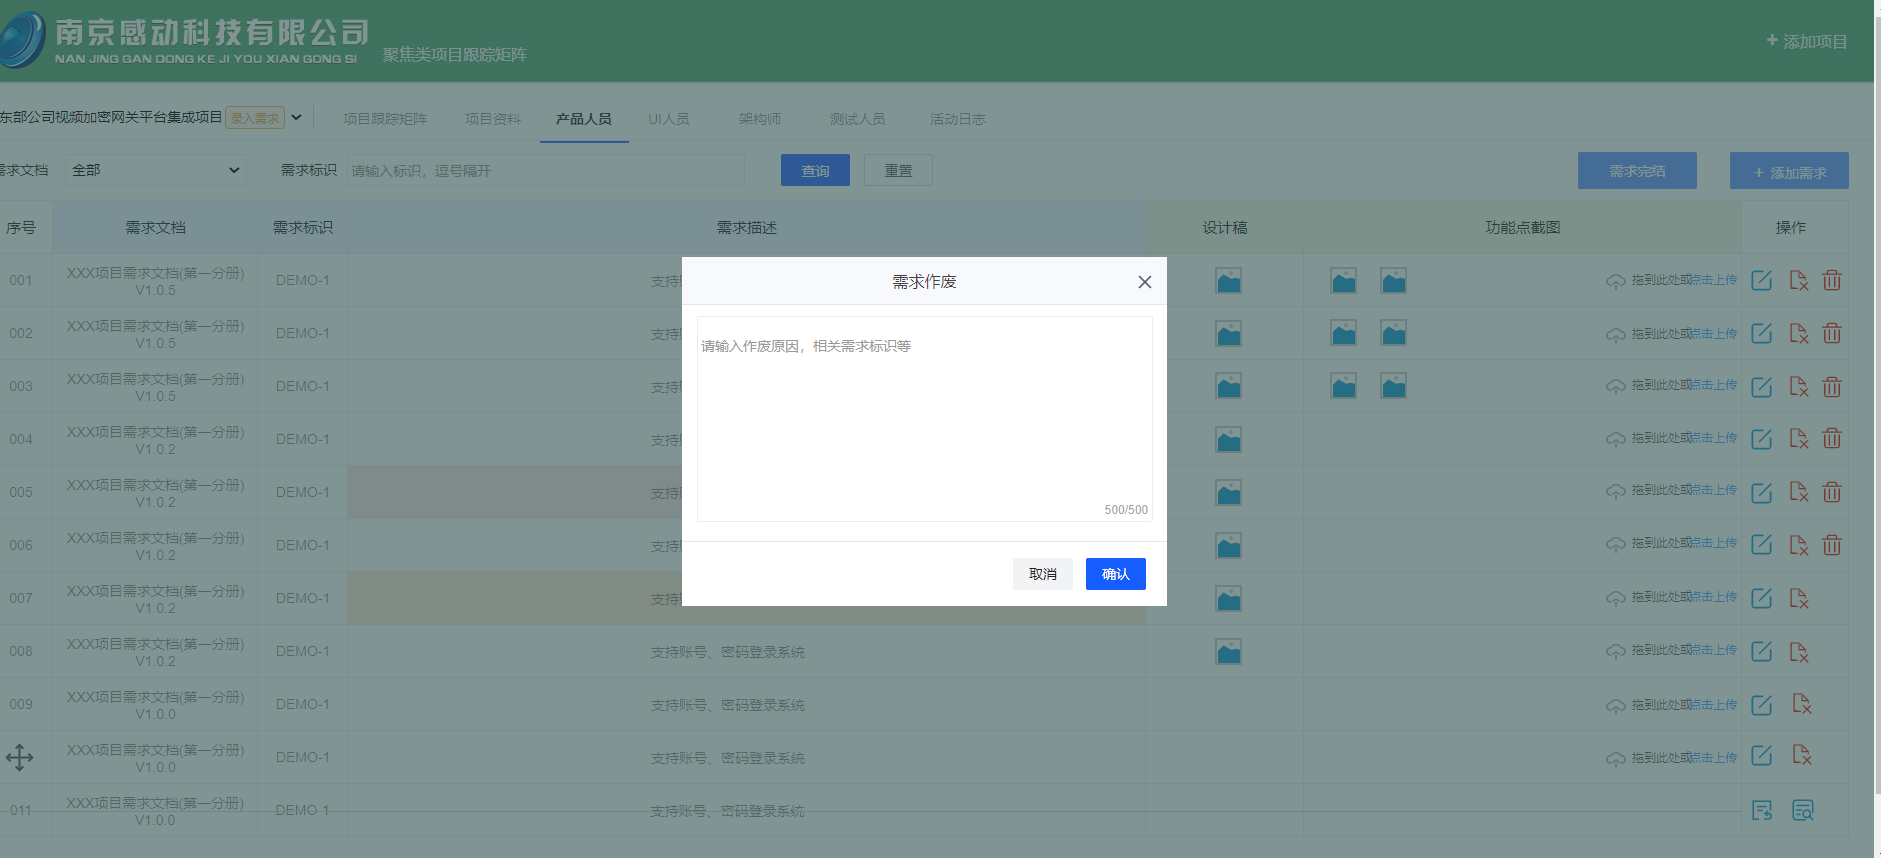 南京感动科技有限公司
NAN JING GAN DONG KE JI YOU XIAN GONG SI
聚焦类项目跟踪矩阵
+ 添加项目
东部公司视频加密网关平台集成项目 录入需求
项目跟踪矩阵 项目资料 产品人员 UI人员 架构师 测试人员 活动日志
需求文档 全部 需求标识 请输入标识，逗号隔开 查询 重置 需求完结 + 添加需求
序号 需求文档 需求标识 需求描述 设计稿 功能点截图 操作
001 XXX项目需求文档(第一分册) V1.0.5 DEMO-1 支持 拖到此处或点击上传
002 XXX项目需求文档(第一分册) V1.0.5 DEMO-1 支持 拖到此处或点击上传
003 XXX项目需求文档(第一分册) V1.0.5 DEMO-1 支持 拖到此处或点击上传
004 XXX项目需求文档(第一分册) V1.0.2 DEMO-1 支持 拖到此处或点击上传
005 XXX项目需求文档(第一分册) V1.0.2 DEMO-1 支持 拖到此处或点击上传
006 XXX项目需求文档(第一分册) V1.0.2 DEMO-1 支持 拖到此处或点击上传
007 XXX项目需求文档(第一分册) V1.0.2 DEMO-1 支持 拖到此处或点击上传
008 XXX项目需求文档(第一分册) V1.0.2 DEMO-1 支持账号、密码登录系统 拖到此处或点击上传
009 XXX项目需求文档(第一分册) V1.0.0 DEMO-1 支持账号、密码登录系统 拖到此处或点击上传
XXX项目需求文档(第一分册) V1.0.0 DEMO-1 支持账号、密码登录系统 拖到此处或点击上传
011 XXX项目需求文档(第一分册) V1.0.0 DEMO-1 支持账号、密码登录系统
需求作废
请输入作废原因，相关需求标识等
500/500
取消 确认